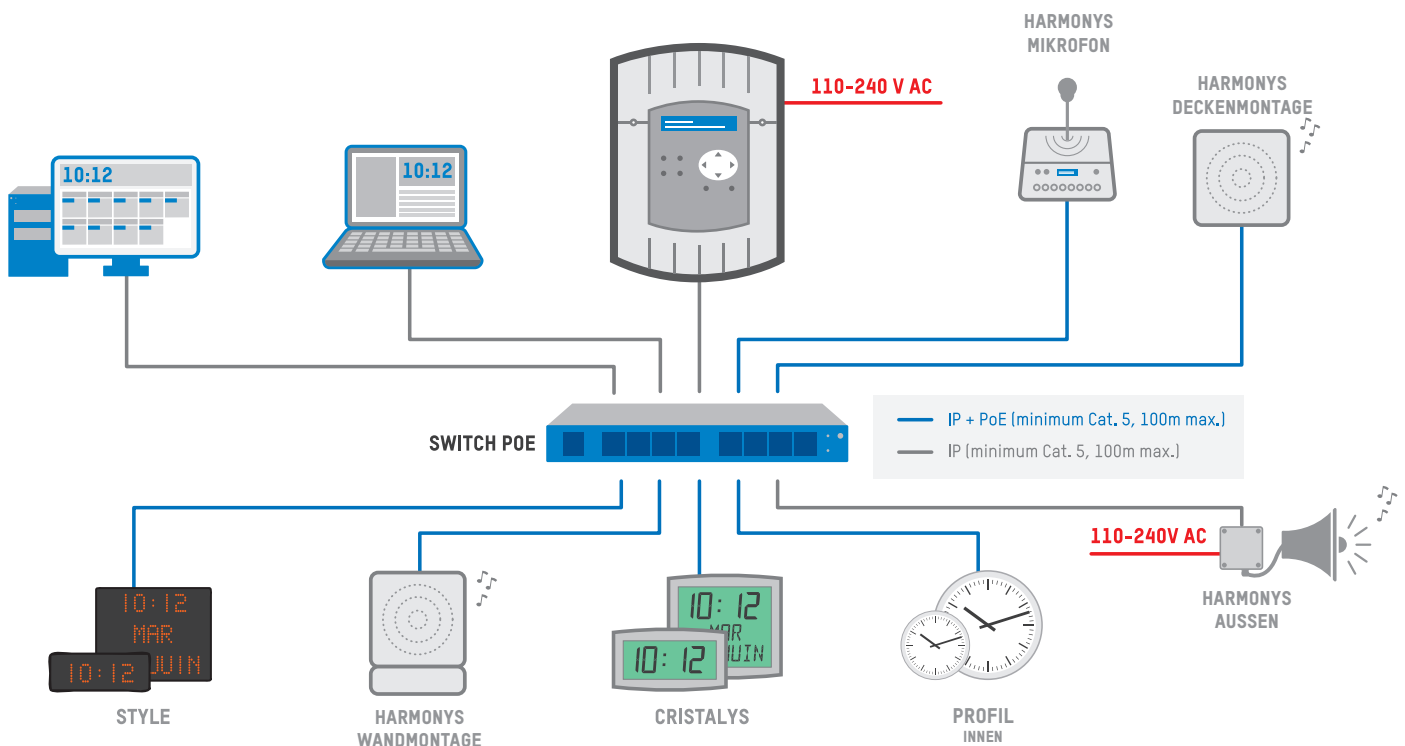 HARMONYS
MIKROFON
110-240 V AC
HARMONYS
DECKENMONTAGE
10:12
10:12
SWITCH POE
IP + PoE (minimum Cat. 5, 100m max.)
IP (minimum Cat. 5, 100m max.)
110-240V AC
HARMONYS
AUSSEN
10:12
MAR
JUIN
10:12
10:12
MAR
JUIN
10:12
STYLE
HARMONYS
WANDMONTAGE
CRISTALYS
PROFIL
INNEN